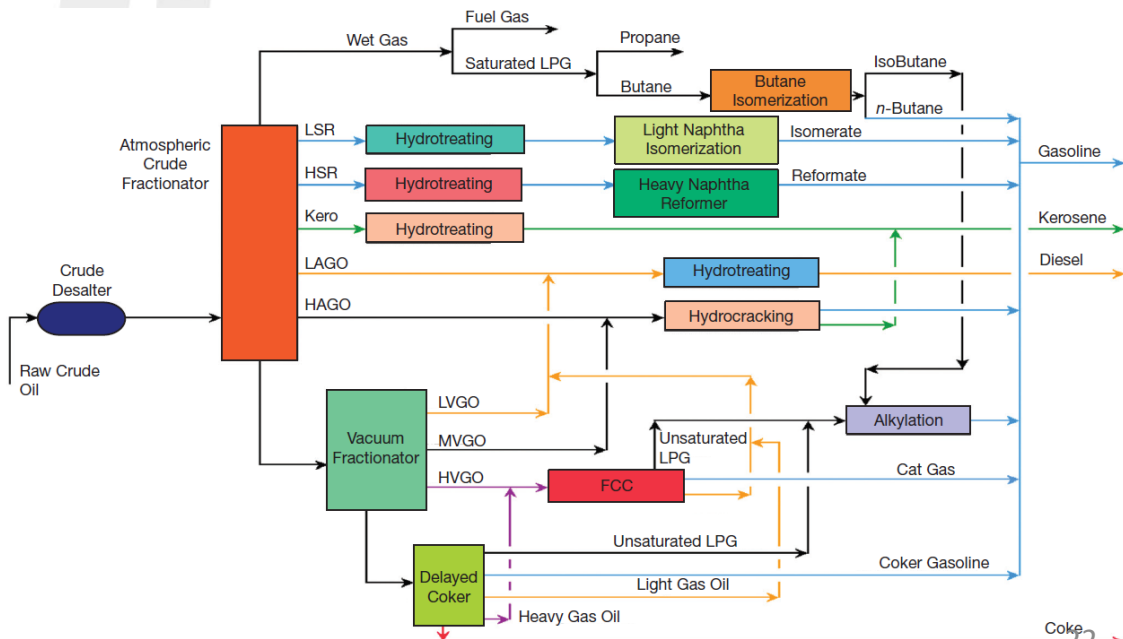 Fuel Gas
Wet Gas
Propane
Saturated LPG
IsoButane
Butane
Butane
Isomerization
n-Butane
Atmospheric
Crude
Fractionator
LSR
Hydrotreating
Light Naphtha
Isomerization
Isomerate
Gasoline
HSR
Hydrotreating
Heavy Naphtha
Reformer
Reformate
Kero
Hydrotreating
Kerosene
LAGO
Hydrotreating
Diesel
Crude
Desalter
HAGO
Hydrocracking
Raw Crude
Oil
LVGO
Vacuum
Fractionator
MVGO
Unsaturated
LPG
Alkylation
HVGO
FCC
Cat Gas
Unsaturated LPG
Delayed
Coker
Coker Gasoline
Light Gas Oil
Heavy Gas Oil
Coke